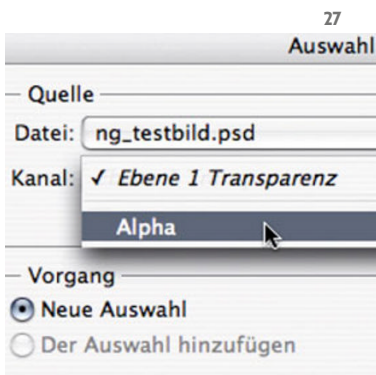 27
Auswahl
Quelle
Datei: ng_testbild.psd
Kanal: ✓ Ebene 1 Transparenz
Alpha
Vorgang
Neue Auswahl
Der Auswahl hinzufügen